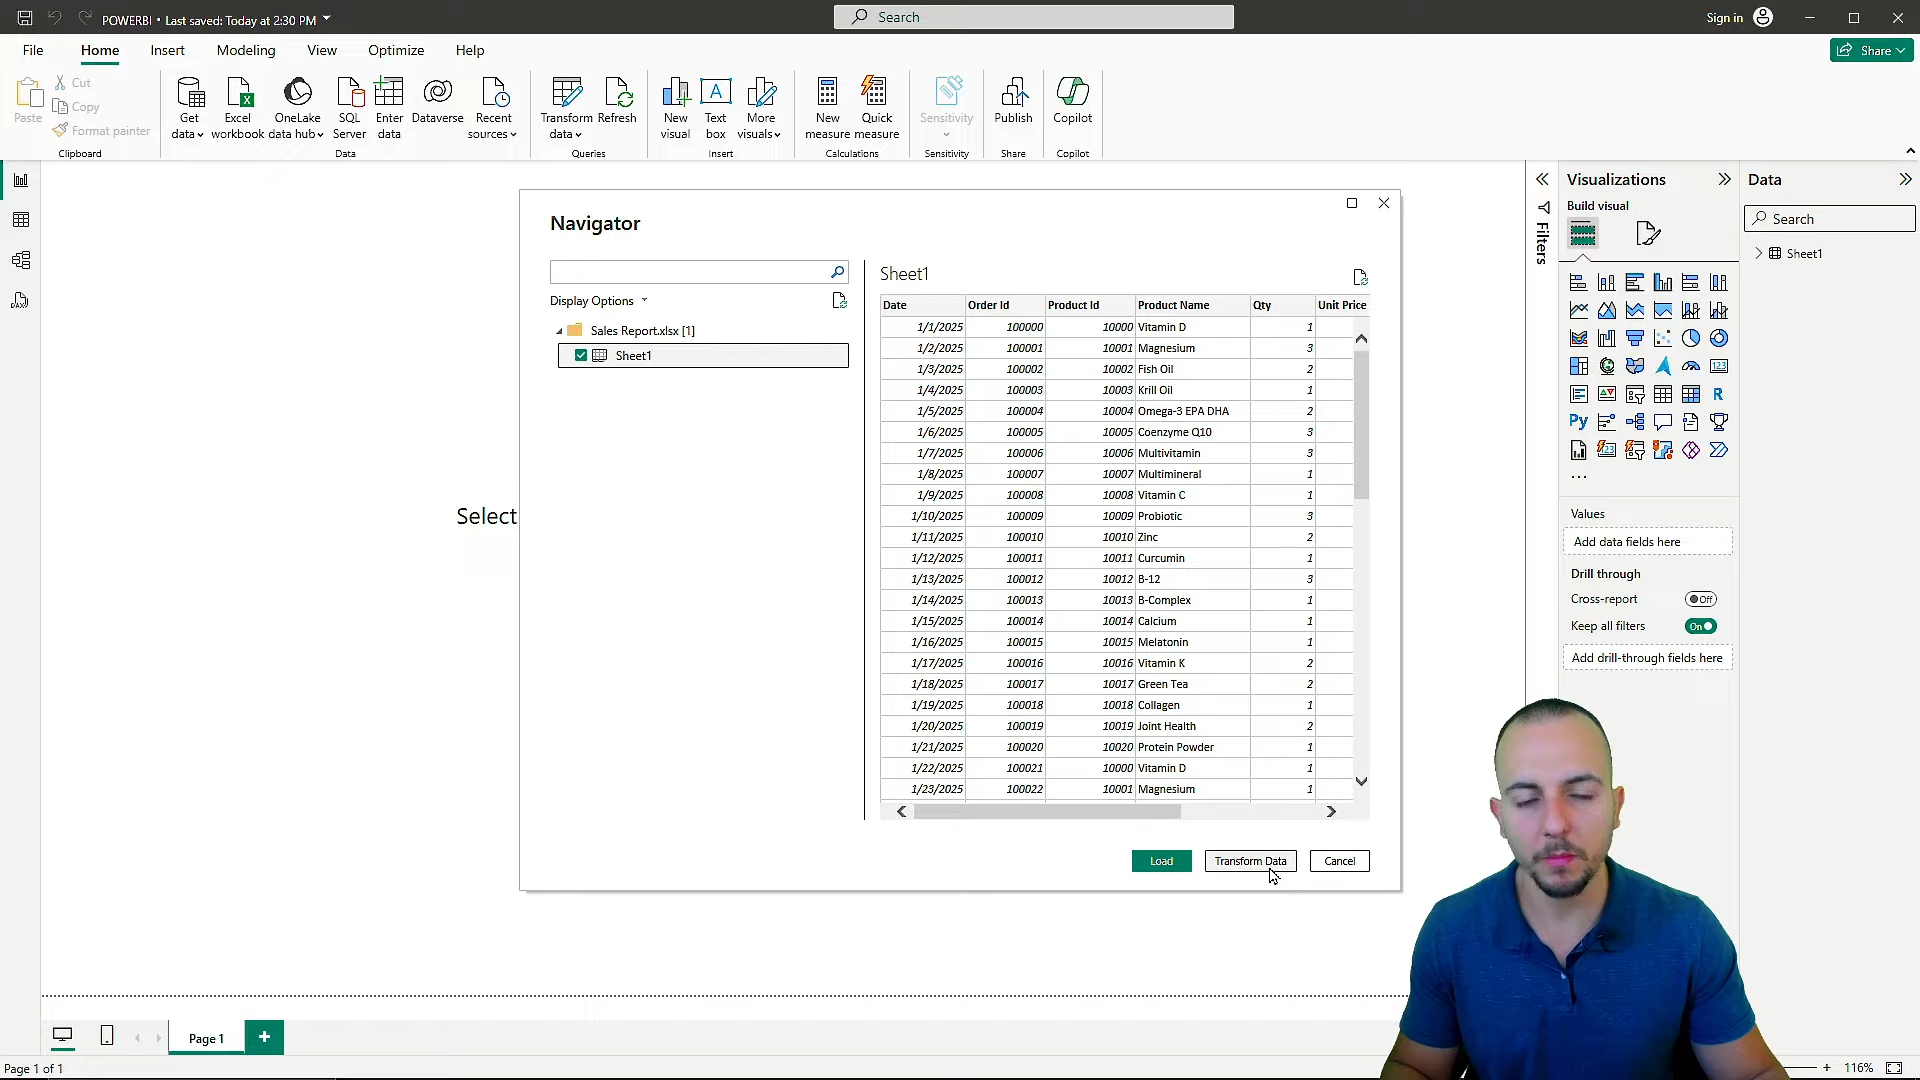 POWERBI • Last saved: Today at 2:30 PM
Search
Sign in
File Home Insert Modeling View Optimize Help
Share
Paste
Cut
Copy
Format painter
Clipboard
Get data
Excel workbook
OneLake data hub
SQL Server
Enter data
Dataverse
Recent sources
Data
Transform data
Refresh
Queries
New visual
Text box
More visuals
Insert
New measure
Quick measure
Calculations
Sensitivity
Sensitivity
Publish
Share
Copilot
Copilot
Select
Navigator
Display Options
Sales Report.xlsx [1]
Sheet1
Sheet1
Date Order Id Product Id Product Name Qty Unit Price
1/1/2025 100000 10000 Vitamin D 1
1/2/2025 100001 10001 Magnesium 3
1/3/2025 100002 10002 Fish Oil 2
1/4/2025 100003 10003 Krill Oil 1
1/5/2025 100004 10004 Omega-3 EPA DHA 2
1/6/2025 100005 10005 Coenzyme Q10 3
1/7/2025 100006 10006 Multivitamin 3
1/8/2025 100007 10007 Multimineral 1
1/9/2025 100008 10008 Vitamin C 1
1/10/2025 100009 10009 Probiotic 3
1/11/2025 100010 10010 Zinc 2
1/12/2025 100011 10011 Curcumin 1
1/13/2025 100012 10012 B-12 3
1/14/2025 100013 10013 B-Complex 1
1/15/2025 100014 10014 Calcium 1
1/16/2025 100015 10015 Melatonin 1
1/17/2025 100016 10016 Vitamin K 2
1/18/2025 100017 10017 Green Tea 2
1/19/2025 100018 10018 Collagen 1
1/20/2025 100019 10019 Joint Health 2
1/21/2025 100020 10020 Protein Powder 1
1/22/2025 100021 10000 Vitamin D 1
1/23/2025 100022 10001 Magnesium 1
Load
Transform Data
Cancel
Filters
Visualizations
Build visual
123
R
Py
Values
Add data fields here
Drill through
Cross-report
Off
Keep all filters
On
Add drill-through fields here
Data
Search
Sheet1
Page 1
Page 1 of 1
116%